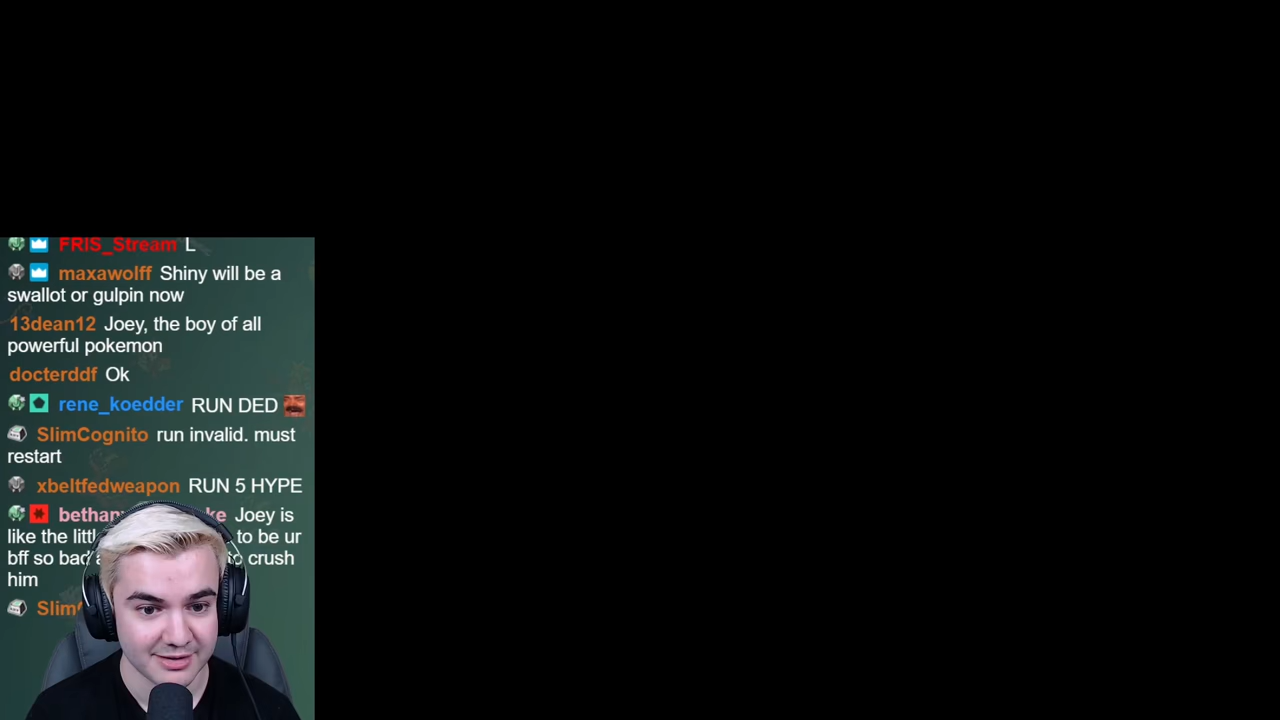 FRIS_Stream L
maxawolff Shiny will be a
swallot or gulpin now
13dean12 Joey, the boy of all
powerful pokemon
docterddf Ok
rene_koedder RUN DED
SlimCognito run invalid. must
restart
xbeltfedweapon RUN 5 HYPE
Joey is
like the to be ur
bff so bad crush
him